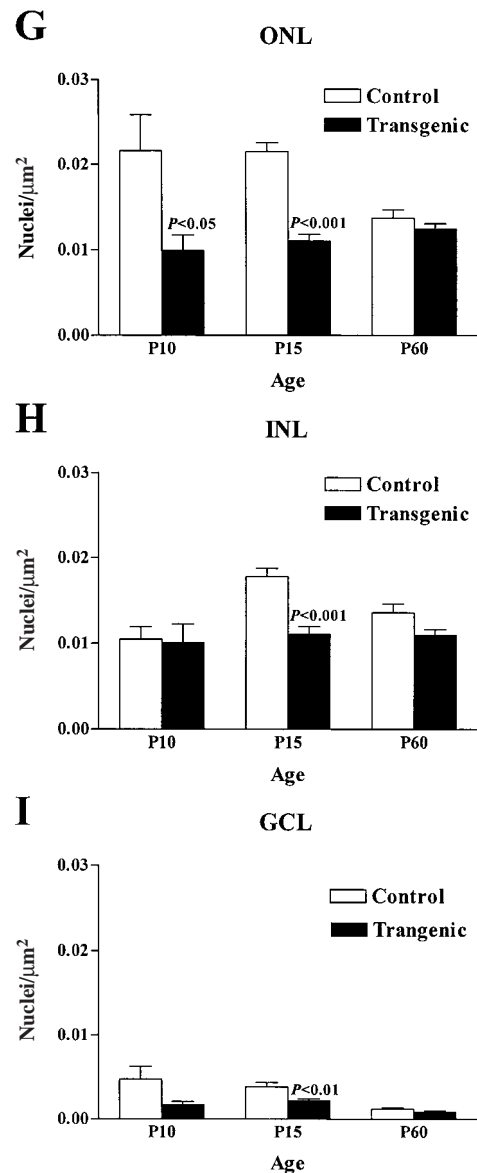 G
ONL
0.03
Control
Transgenic
Nuclei/μm²
0.02
P<0.05
P<0.001
0.01
0.00
P10 P15 P60
Age
H
INL
0.03
Control
Transgenic
Nuclei/μm²
0.02
P<0.001
0.01
0.00
P10 P15 P60
Age
I
GCL
0.03
Control
Trangenic
Nuclei/μm²
0.02
0.01
P<0.01
0.00
P10 P15 P60
Age